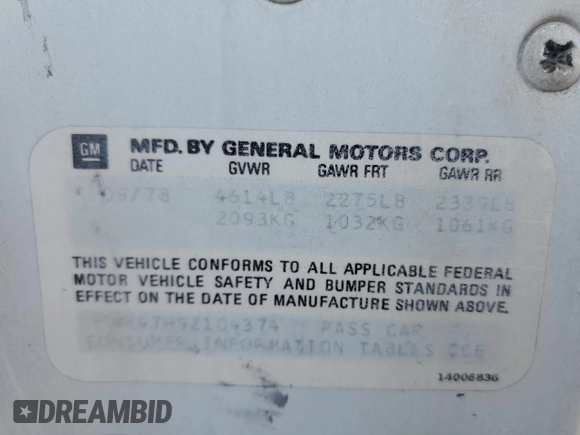 GM MFD. BY GENERAL MOTORS CORP.
DATE GVWR GAWR FRT GAWR RR
09/78 4614LB 2275LB 2339LB
2093KG 1032KG 1061KG
THIS VEHICLE CONFORMS TO ALL APPLICABLE FEDERAL
MOTOR VEHICLE SAFETY AND BUMPER STANDARDS IN
EFFECT ON THE DATE OF MANUFACTURE SHOWN ABOVE.
PASS CAR
CONSUMER INFORMATION TABLES
14006836
DREAMBID